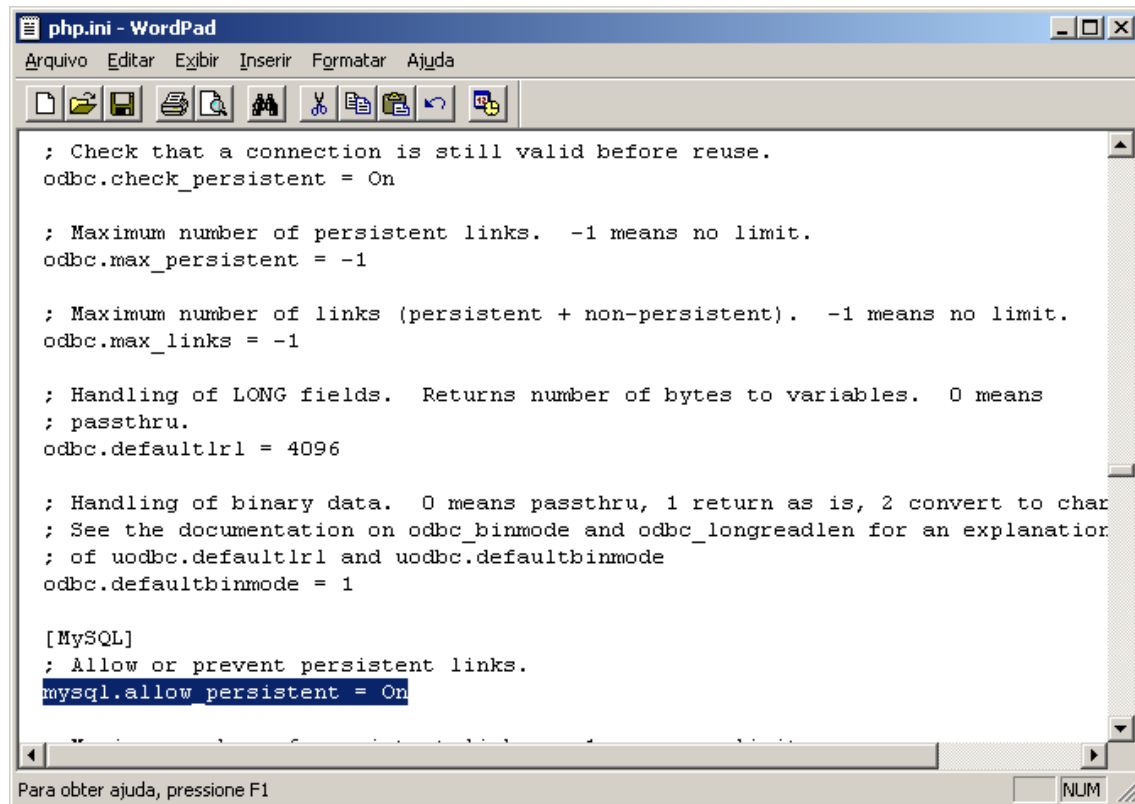 php.ini - WordPad
Arquivo Editar Exibir Inserir Formatar Ajuda
; Check that a connection is still valid before reuse.
odbc.check_persistent = On
; Maximum number of persistent links. -1 means no limit.
odbc.max_persistent = -1
; Maximum number of links (persistent + non-persistent). -1 means no limit.
odbc.max_links = -1
; Handling of LONG fields. Returns number of bytes to variables. 0 means
; passthru.
odbc.defaultlrl = 4096
; Handling of binary data. 0 means passthru, 1 return as is, 2 convert to char
; See the documentation on odbc_binmode and odbc_longreadlen for an explanation
; of uodbc.defaultlrl and uodbc.defaultbinmode
odbc.defaultbinmode = 1
[MySQL]
; Allow or prevent persistent links.
mysql.allow_persistent = On
Para obter ajuda, pressione F1
NUM